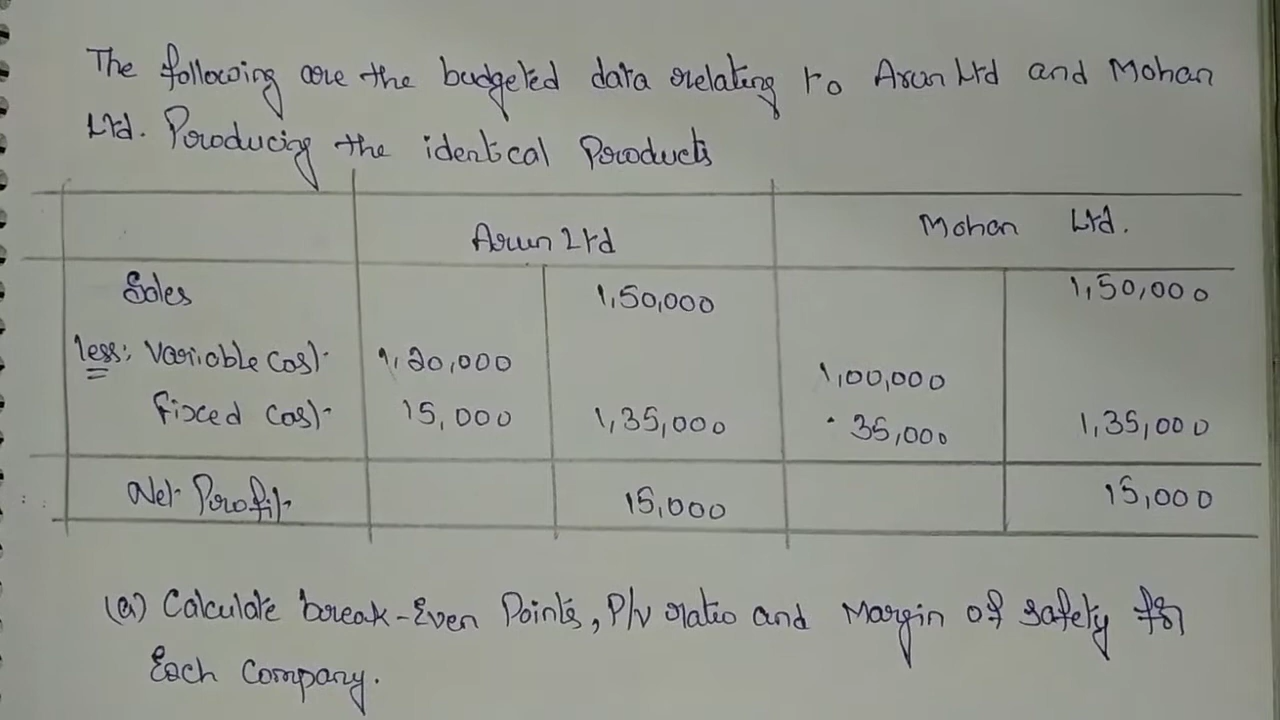 The following are the budgeted data relating to Arun Ltd and Mohan
Ltd. Producing the identical Products
Arun Ltd Mohan Ltd.
Sales 1,50,000 1,50,000
less: Variable Cost 1,20,000 1,00,000
Fixed Cost 15,000 1,35,000 35,000 1,35,000
Net Profit 15,000 15,000
(a) Calculate break-Even Points, P/v ratio and Margin of safety for
Each Company.